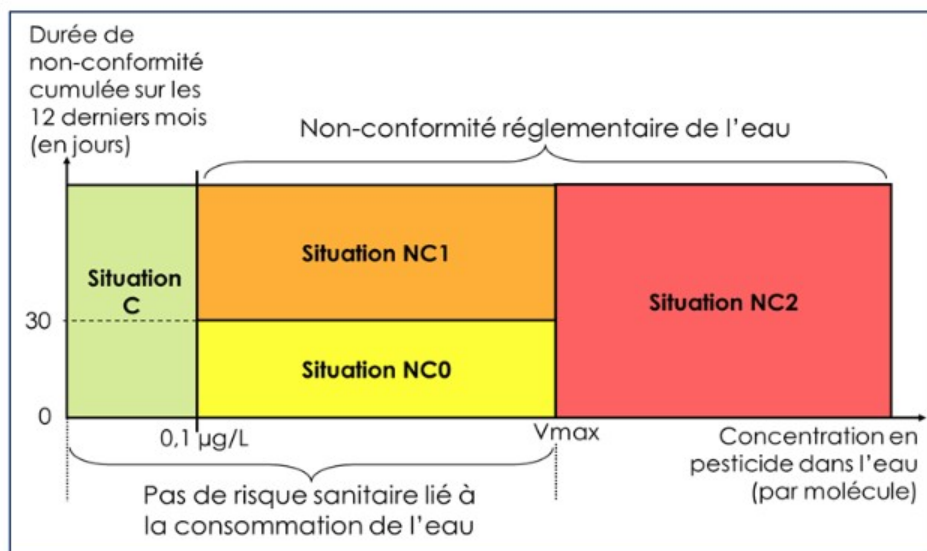 Durée de
non-conformité
cumulée sur les
12 derniers mois
(en jours)
Non-conformité réglementaire de l'eau
Situation
C
Situation NC1
Situation NC2
30
Situation NC0
0
0,1 µg/L
Vmax
Concentration en
pesticide dans l'eau
(par molécule)
Pas de risque sanitaire lié à
la consommation de l'eau